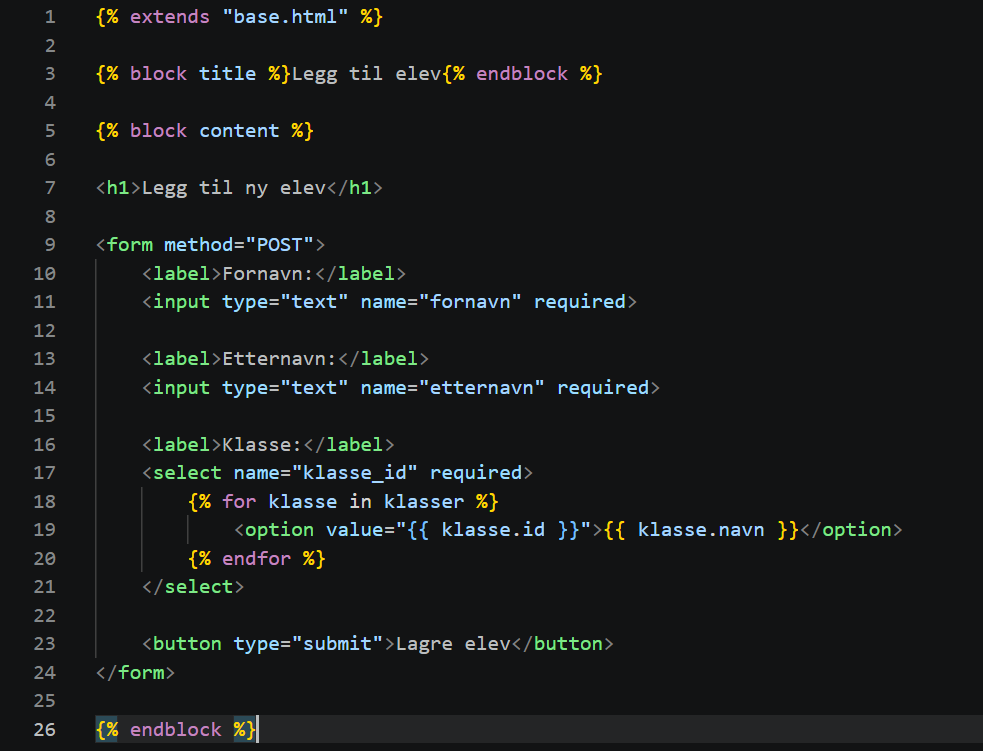 1 {% extends "base.html" %}
2
3 {% block title %}Legg til elev{% endblock %}
4
5 {% block content %}
6
7 <h1>Legg til ny elev</h1>
8
9 <form method="POST">
10     <label>Fornavn:</label>
11     <input type="text" name="fornavn" required>
12
13     <label>Etternavn:</label>
14     <input type="text" name="etternavn" required>
15
16     <label>Klasse:</label>
17     <select name="klasse_id" required>
18         {% for klasse in klasser %}
19             <option value="{{ klasse.id }}">{{ klasse.navn }}</option>
20         {% endfor %}
21     </select>
22
23     <button type="submit">Lagre elev</button>
24 </form>
25
26 {% endblock %}